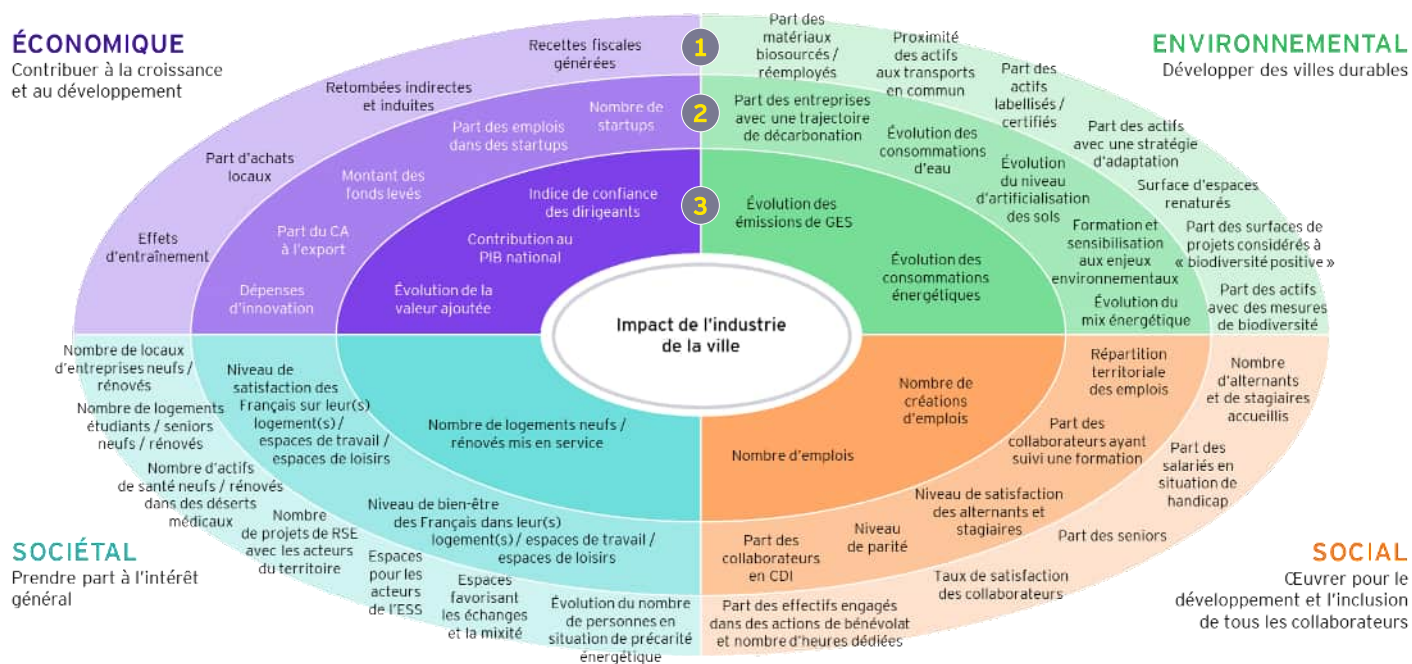 ÉCONOMIQUE
Contribuer à la croissance
et au développement
Recettes fiscales
générées
Retombées indirectes
et induites
Part d'achats
locaux
Effets
d'entraînement
Nombre de
startups
Part des emplois
dans des startups
Montant des
fonds levés
Part du CA
à l'export
Dépenses
d'innovation
Indice de confiance
des dirigeants
Contribution au
PIB national
Évolution de la
valeur ajoutée
1
2
3
ENVIRONNEMENTAL
Développer des villes durables
Part des
matériaux
biosourcés /
réemployés
Proximité
des actifs
aux transports
en commun
Part des
actifs
labellisés /
certifiés
Part des actifs
avec une stratégie
d'adaptation
Surface d'espaces
renaturés
Part des surfaces de
projets considérés à
« biodiversité positive »
Part des actifs
avec des mesures
de biodiversité
Part des entreprises
avec une trajectoire
de décarbonation
Évolution des
consommations
d'eau
Évolution
du niveau
d'artificialisation
des sols
Formation et
sensibilisation
aux enjeux
environnementaux
Évolution du
mix énergétique
Évolution des
émissions de GES
Évolution des
consommations
énergétiques
Impact de l'industrie
de la ville
Nombre de locaux
d'entreprises neufs /
rénovés
Nombre de logements
étudiants / seniors
neufs / rénovés
Nombre d'actifs
de santé neufs / rénovés
dans des déserts
médicaux
Nombre
de projets de RSE
avec les acteurs
du territoire
Espaces
pour les
acteurs
de l'ESS
Espaces
favorisant
les échanges
et la mixité
Évolution du nombre
de personnes en
situation de précarité
énergétique
Niveau de
satisfaction des
Français sur leur(s)
logement(s) /
espaces de travail /
espaces de loisirs
Niveau de bien-être
des Français dans leur(s)
logement(s) / espaces de travail /
espaces de loisirs
Nombre de logements neufs /
rénovés mis en service
SOCIÉTAL
Prendre part à l'intérêt
général
Nombre de
créations
d'emplois
Nombre d'emplois
Répartition
territoriale
des emplois
Part des
collaborateurs ayant
suivi une formation
Niveau de satisfaction
des alternants et
stagiaires
Niveau
de parité
Part des
collaborateurs
en CDI
Nombre
d'alternants
et de stagiaires
accueillis
Part des
salariés en
situation de
handicap
Part des seniors
Taux de satisfaction
des collaborateurs
Part des effectifs engagés
dans des actions de bénévolat
et nombre d'heures dédiées
SOCIAL
Œuvrer pour le
développement et l'inclusion
de tous les collaborateurs